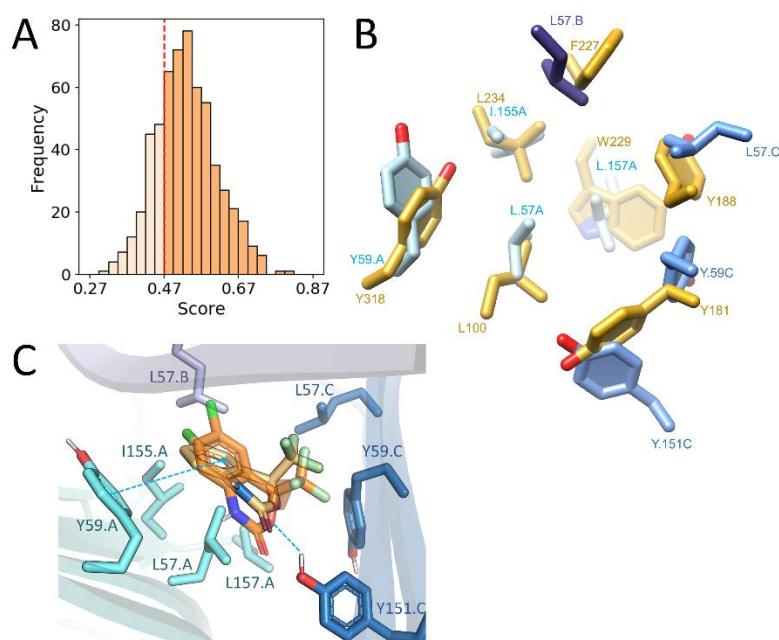 A
80
60
40
20
0
Frequency
0.27 0.47 0.67 0.87
Score
B
L57.B
F227
L234
I.155A
W229
L.157A
L57.C
Y188
L.57A
Y59.A
Y318
L100
Y.59C
Y181
Y.151C
C
L57.B
L57.C
I155.A
Y59.C
Y59.A
L57.A
L157.A
Y151.C